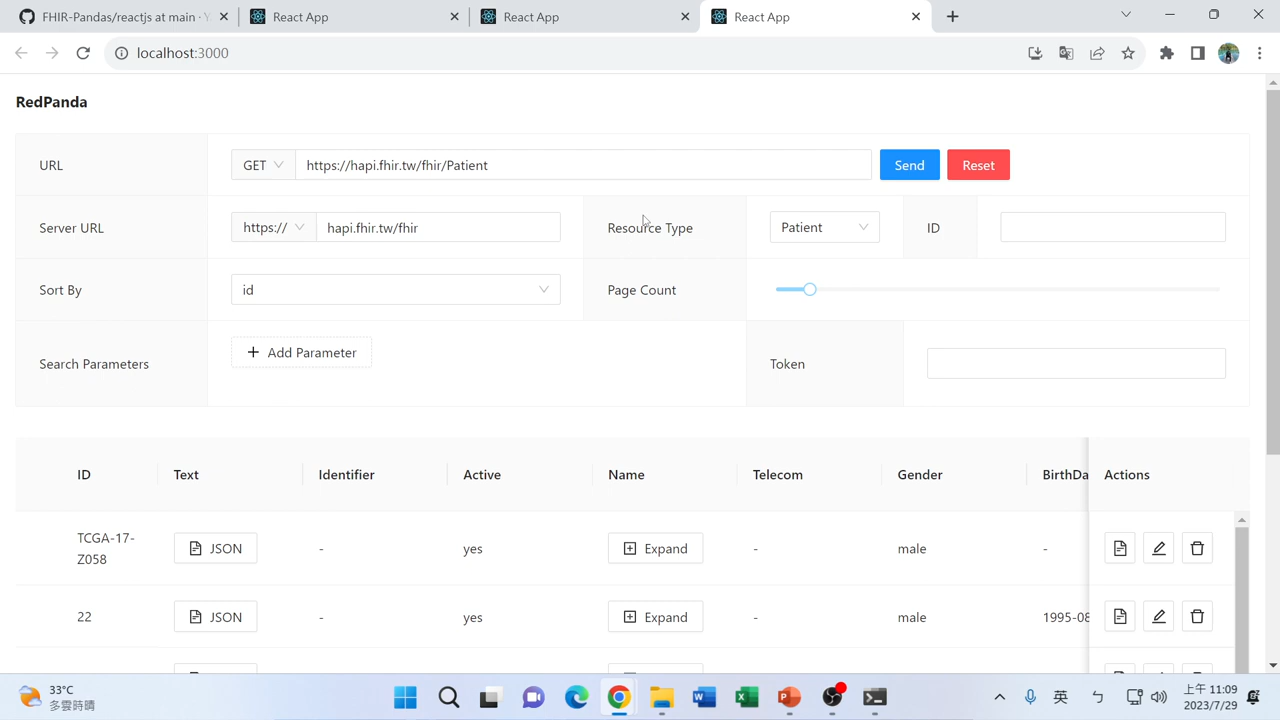 FHIR-Pandas/reactjs at main · Y
React App
React App
React App
localhost:3000
RedPanda
URL
GET
https://hapi.fhir.tw/fhir/Patient
Send
Reset
Server URL
https://
hapi.fhir.tw/fhir
Resource Type
Patient
ID
Sort By
id
Page Count
Search Parameters
Add Parameter
Token
ID
Text
Identifier
Active
Name
Telecom
Gender
BirthDa
Actions
TCGA-17-
Z058
JSON
-
yes
Expand
-
male
-
22
JSON
-
yes
Expand
-
male
1995-08
33°C
多雲時晴
英
上午 11:09
2023/7/29